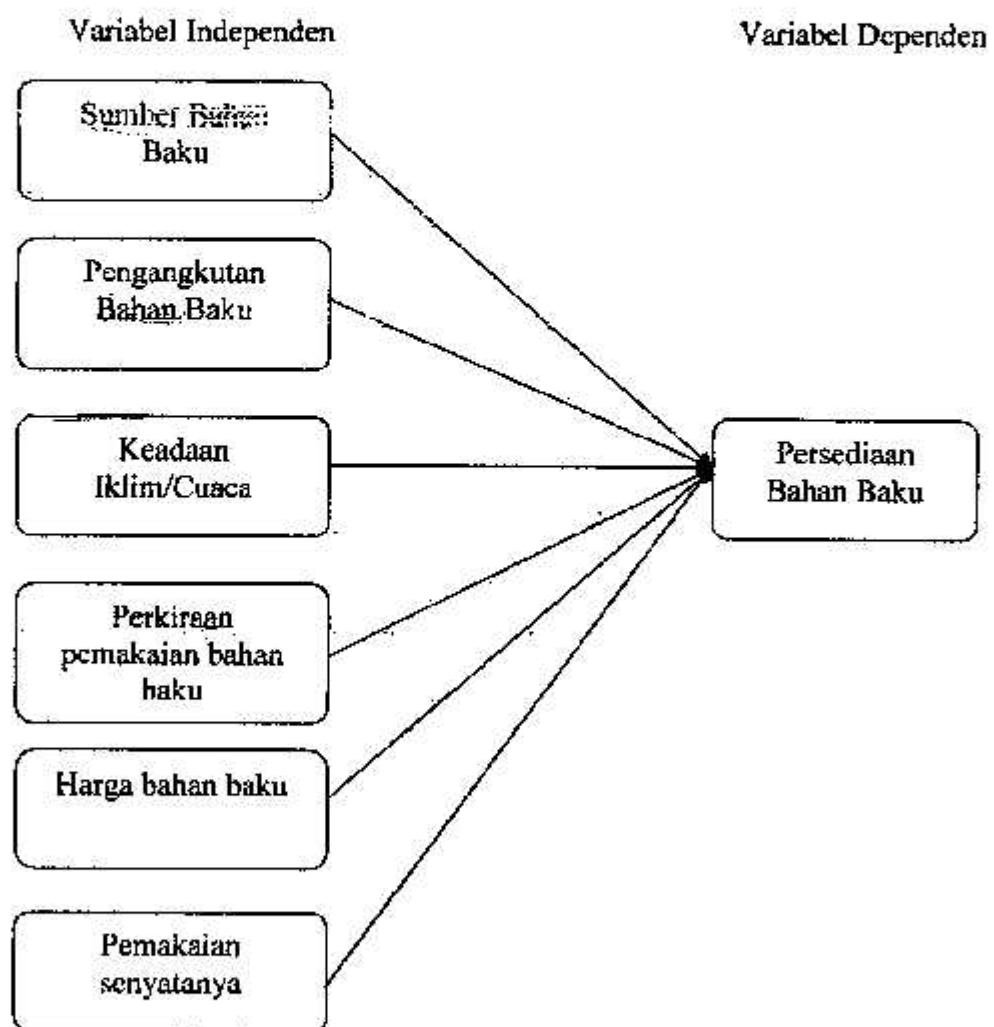 Variabel Independen
Variabel Dependen
Sumber Bahan
Baku
Pengangkutan
Bahan Baku
Keadaan
Iklim/Cuaca
Perkiraan
pemakaian bahan
baku
Harga bahan baku
Pemakaian
senyatanya
Persediaan
Bahan Baku